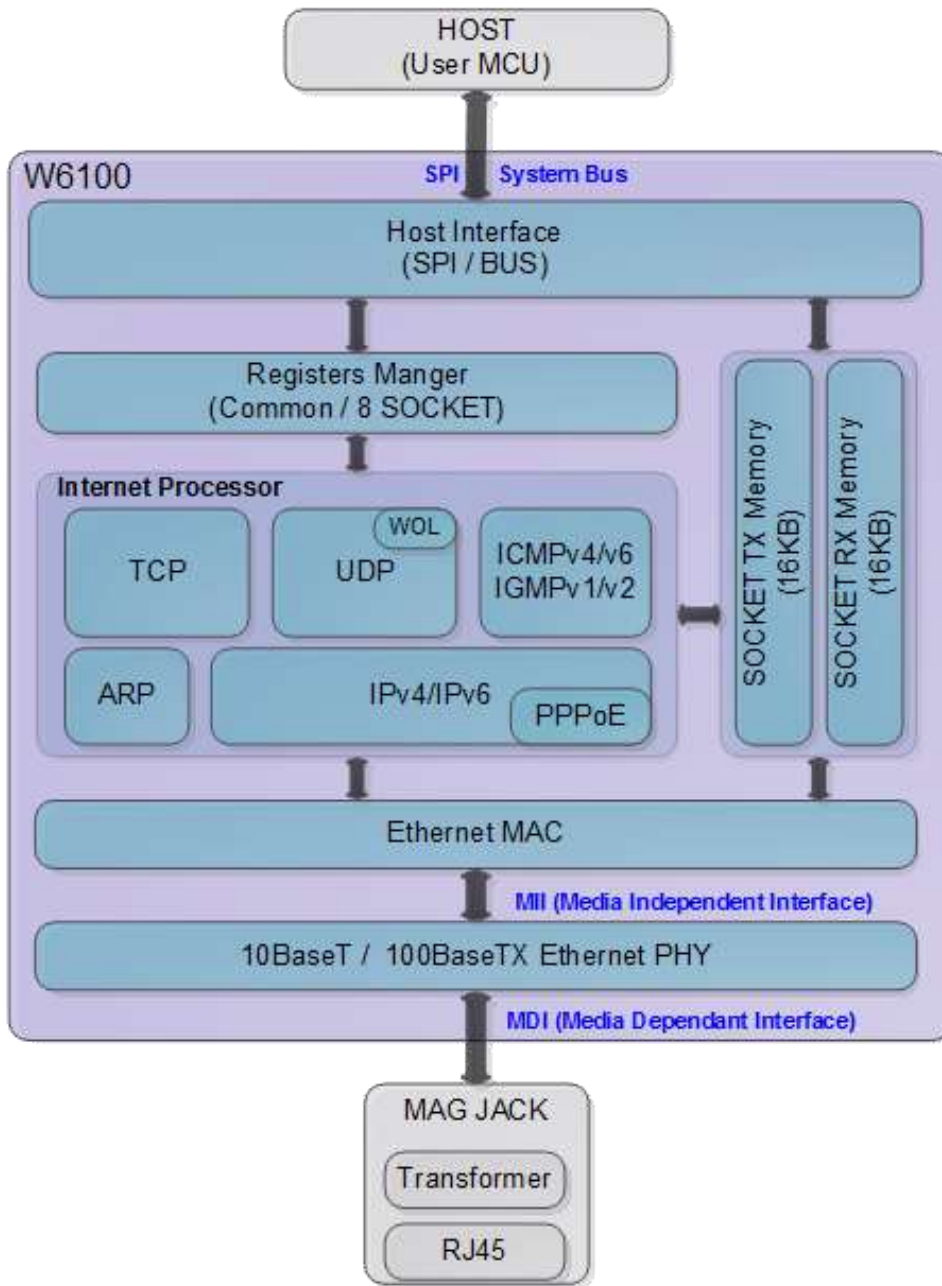 HOST
(User MCU)
W6100
SPI
System Bus
Host Interface
(SPI / BUS)
Registers Manger
(Common / 8 SOCKET)
Internet Processor
TCP
UDP
WOL
ICMPv4/v6
IGMPv1/v2
ARP
IPv4/IPv6
PPPoE
SOCKET TX Memory
(16KB)
SOCKET RX Memory
(16KB)
Ethernet MAC
MII (Media Independent Interface)
10BaseT / 100BaseTX Ethernet PHY
MDI (Media Dependant Interface)
MAG JACK
Transformer
RJ45